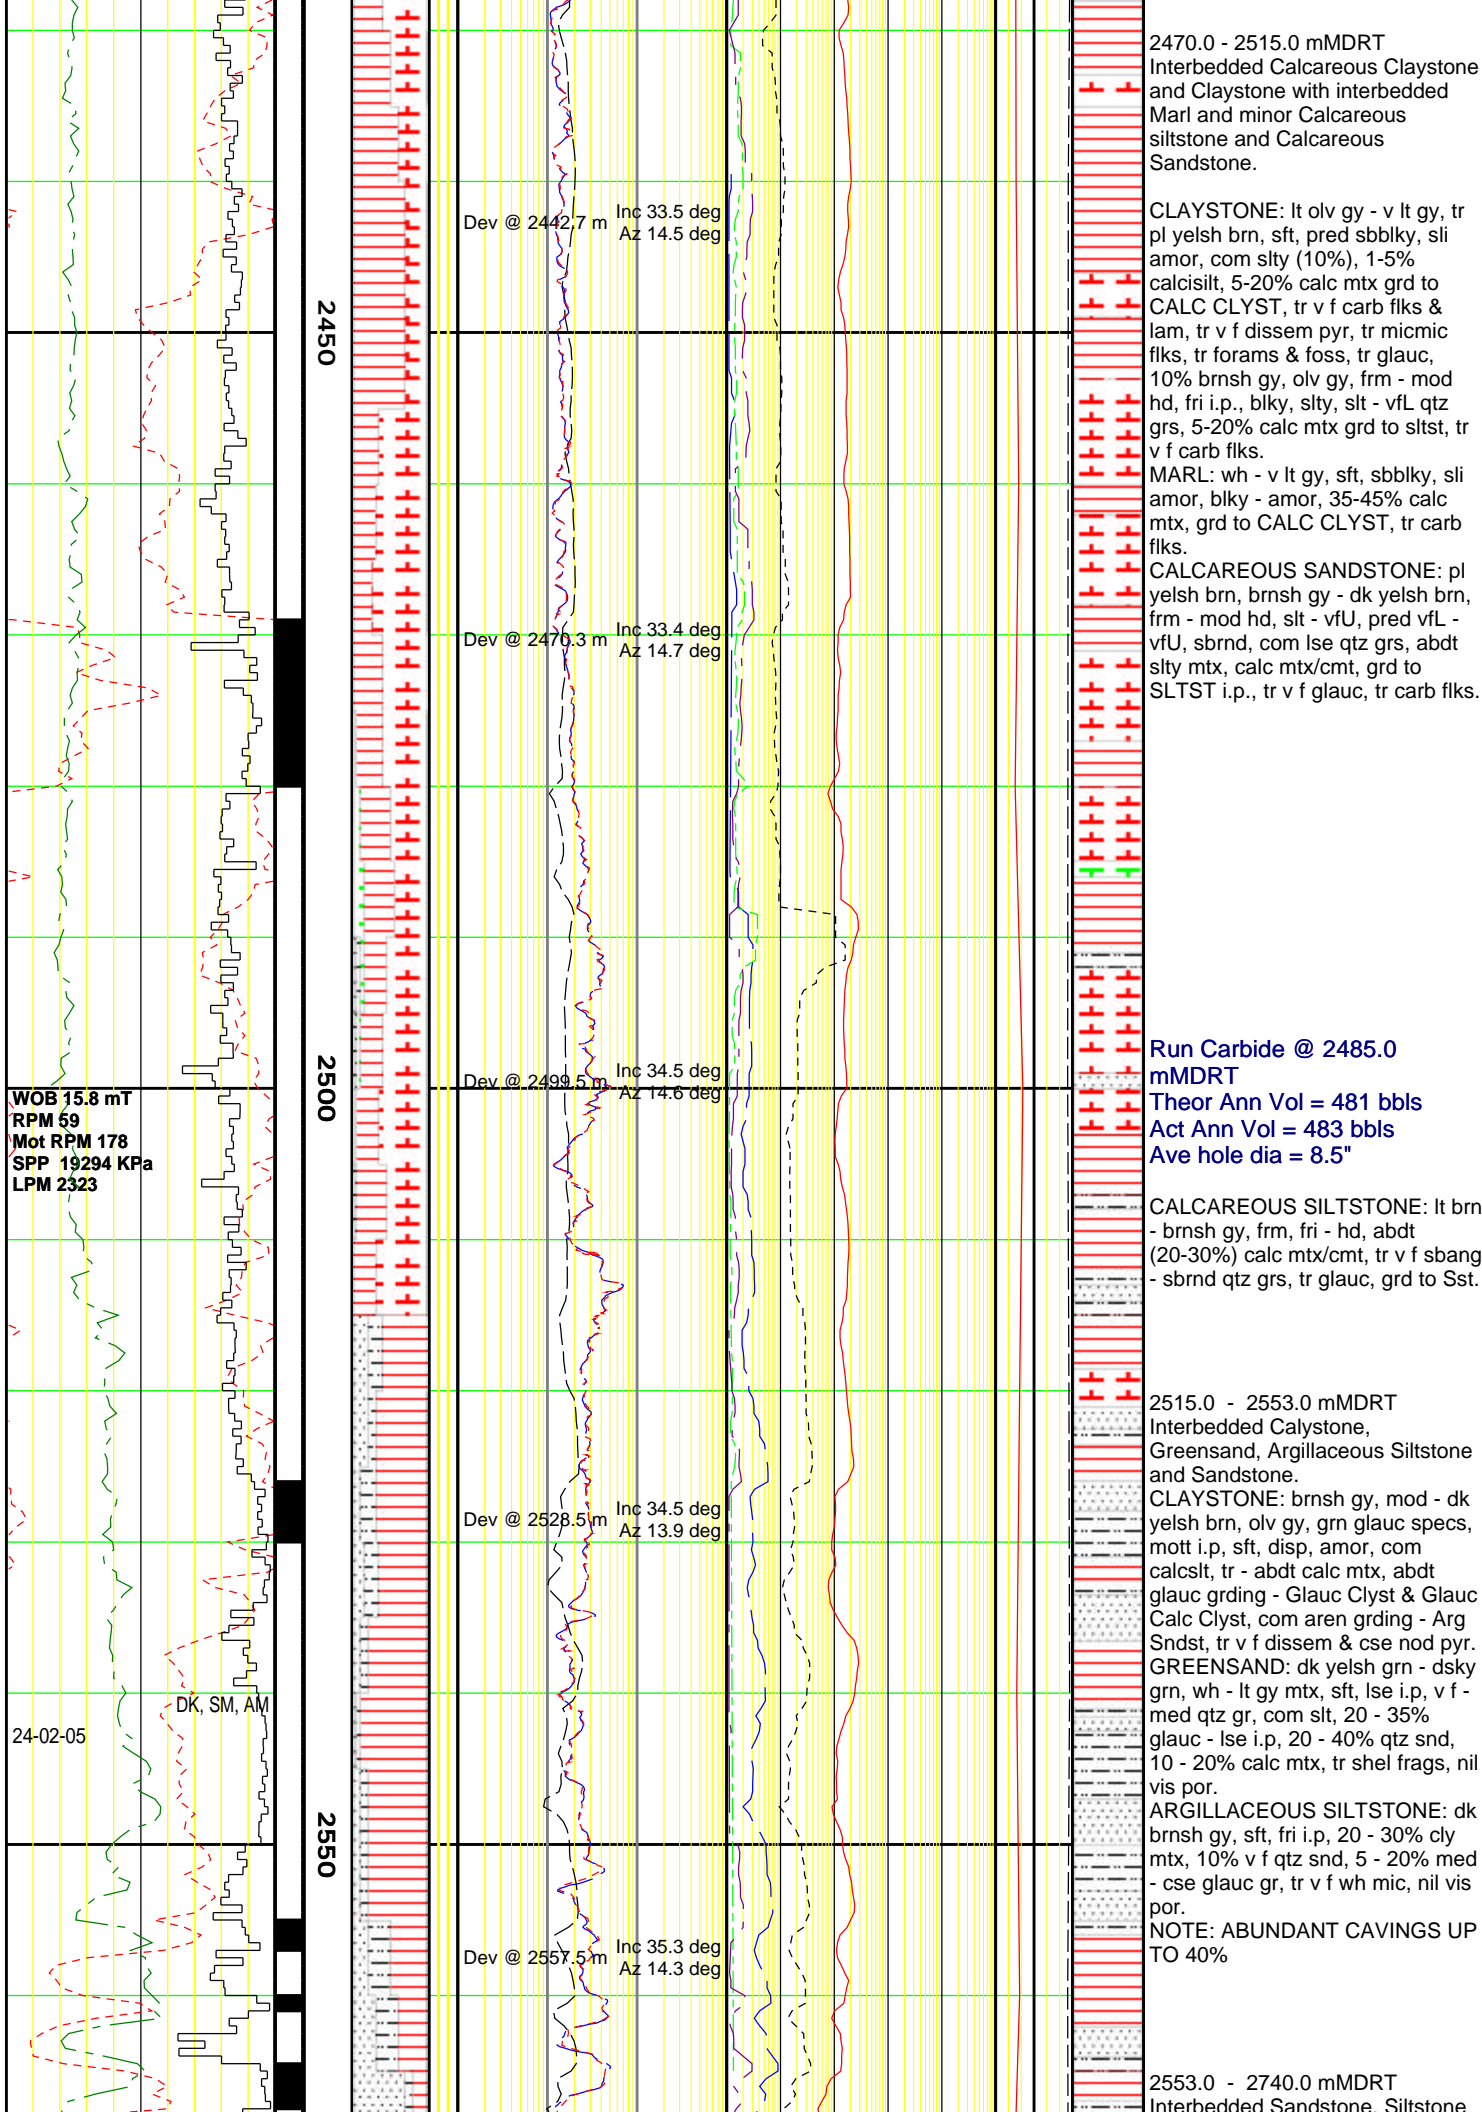 2470.0 - 2515.0 mMDRT
Interbedded Calcareous Claystone
and Claystone with interbedded
Marl and minor Calcareous
siltstone and Calcareous
Sandstone.
CLAYSTONE: lt olv gy - v lt gy, tr
pl yelsh brn, sft, pred sbblky, sli
amor, com slty (10%), 1-5%
calcisilt, 5-20% calc mtx grd to
CALC CLYST, tr v f carb flks &
lam, tr v f dissem pyr, tr micmic
flks, tr forams & foss, tr glauc,
10% brnsh gy, olv gy, frm - mod
hd, fri i.p., blky, slty, slt - vfL qtz
grs, 5-20% calc mtx grd to sltst, tr
v f carb flks.
MARL: wh - v lt gy, sft, sbblky, sli
amor, blky - amor, 35-45% calc
mtx, grd to CALC CLYST, tr carb
flks.
CALCAREOUS SANDSTONE: pl
yelsh brn, brnsh gy - dk yelsh brn,
frm - mod hd, slt - vfU, pred vfL -
vfU, sbrnd, com lse qtz grs, abdt
slty mtx, calc mtx/cmt, grd to
SLTST i.p., tr v f glauc, tr carb flks.
Dev @ 2442.7 m
Inc 33.5 deg
Az 14.5 deg
2450
Dev @ 2470.3 m
Inc 33.4 deg
Az 14.7 deg
Run Carbide @ 2485.0
mMDRT
Theor Ann Vol = 481 bbls
Act Ann Vol = 483 bbls
Ave hole dia = 8.5"
Dev @ 2499.5 m
Inc 34.5 deg
Az 14.6 deg
2500
WOB 15.8 mT
RPM 59
Mot RPM 178
SPP 19294 KPa
LPM 2323
CALCAREOUS SILTSTONE: lt brn
- brnsh gy, frm, fri - hd, abdt
(20-30%) calc mtx/cmt, tr v f sbang
- sbrnd qtz grs, tr glauc, grd to Sst.
2515.0 - 2553.0 mMDRT
Interbedded Calystone,
Greensand, Argillaceous Siltstone
and Sandstone.
CLAYSTONE: brnsh gy, mod - dk
yelsh brn, olv gy, grn glauc specs,
mott i.p, sft, disp, amor, com
calcslt, tr - abdt calc mtx, abdt
glauc grding - Glauc Clyst & Glauc
Calc Clyst, com aren grding - Arg
Sndst, tr v f dissem & cse nod pyr.
GREENSAND: dk yelsh grn - dsky
grn, wh - lt gy mtx, sft, lse i.p, v f -
med qtz gr, com slt, 20 - 35%
glauc - lse i.p, 20 - 40% qtz snd,
10 - 20% calc mtx, tr shel frags, nil
vis por.
ARGILLACEOUS SILTSTONE: dk
brnsh gy, sft, fri i.p, 20 - 30% cly
mtx, 10% v f qtz snd, 5 - 20% med
- cse glauc gr, tr v f wh mic, nil vis
por.
NOTE: ABUNDANT CAVINGS UP
TO 40%
Dev @ 2528.5 m
Inc 34.5 deg
Az 13.9 deg
DK, SM, AM
24-02-05
2550
Dev @ 2557.5 m
Inc 35.3 deg
Az 14.3 deg
2553.0 - 2740.0 mMDRT
Interbedded Sandstone, Siltstone